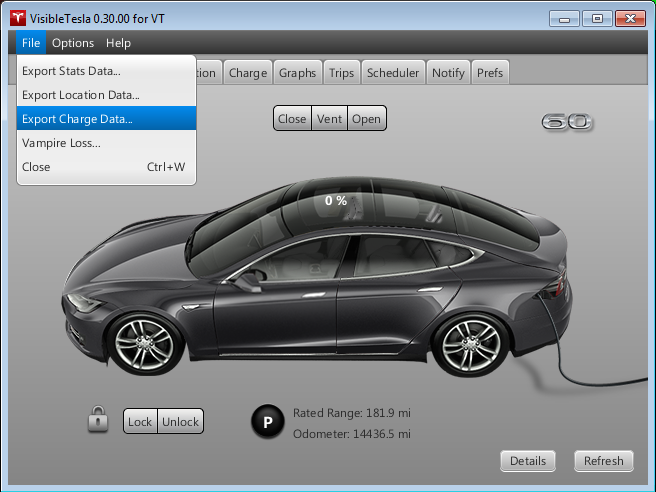 VisibleTesla 0.30.00 for VT
File Options Help
Export Stats Data...
Export Location Data...
Export Charge Data...
Vampire Loss...
Close Ctrl+W
tion Charge Graphs Trips Scheduler Notify Prefs
Close Vent Open
60
0 %
Lock Unlock
P
Rated Range: 181.9 mi
Odometer: 14436.5 mi
Details Refresh